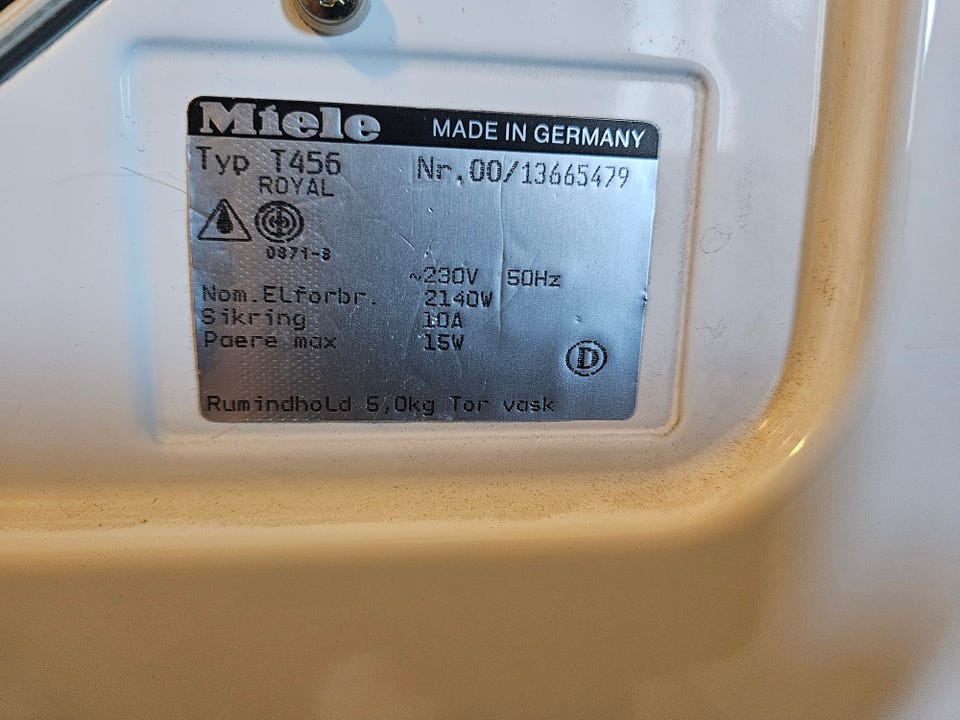 Miele MADE IN GERMANY
Typ T456 Nr.00/13665479
ROYAL
0871-8
~230V 50Hz
Nom.Elforbr. 2140W
Sikring 10A
Paere max 15W
D
Rumindhold 5,0kg Tor vask